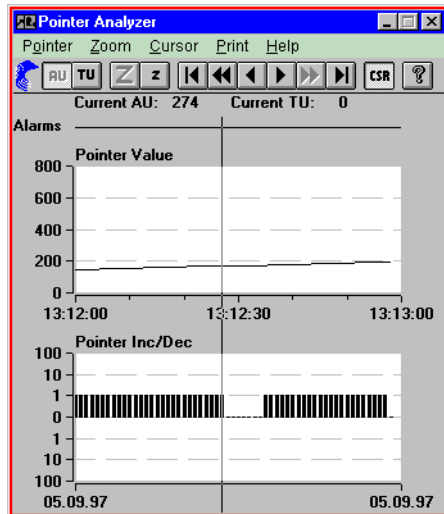 Pointer Analyzer
Pointer Zoom Cursor Print Help
AU TU Z z CSR ?
Current AU: 274 Current TU: 0
Alarms
Pointer Value
800
600
400
200
0
13:12:00 13:12:30 13:13:00
Pointer Inc/Dec
100
10
1
0
1
10
100
05.09.97 05.09.97